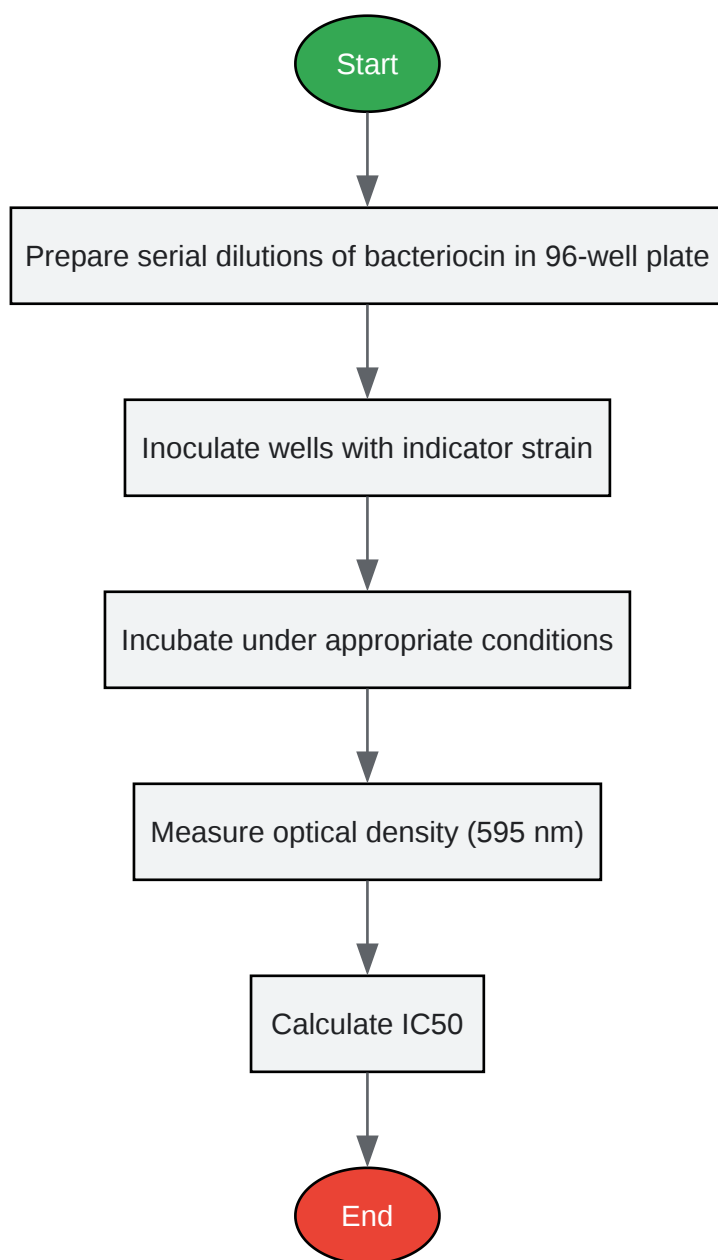 Start
Prepare serial dilutions of bacteriocin in 96-well plate
Inoculate wells with indicator strain
Incubate under appropriate conditions
Measure optical density (595 nm)
Calculate IC50
End